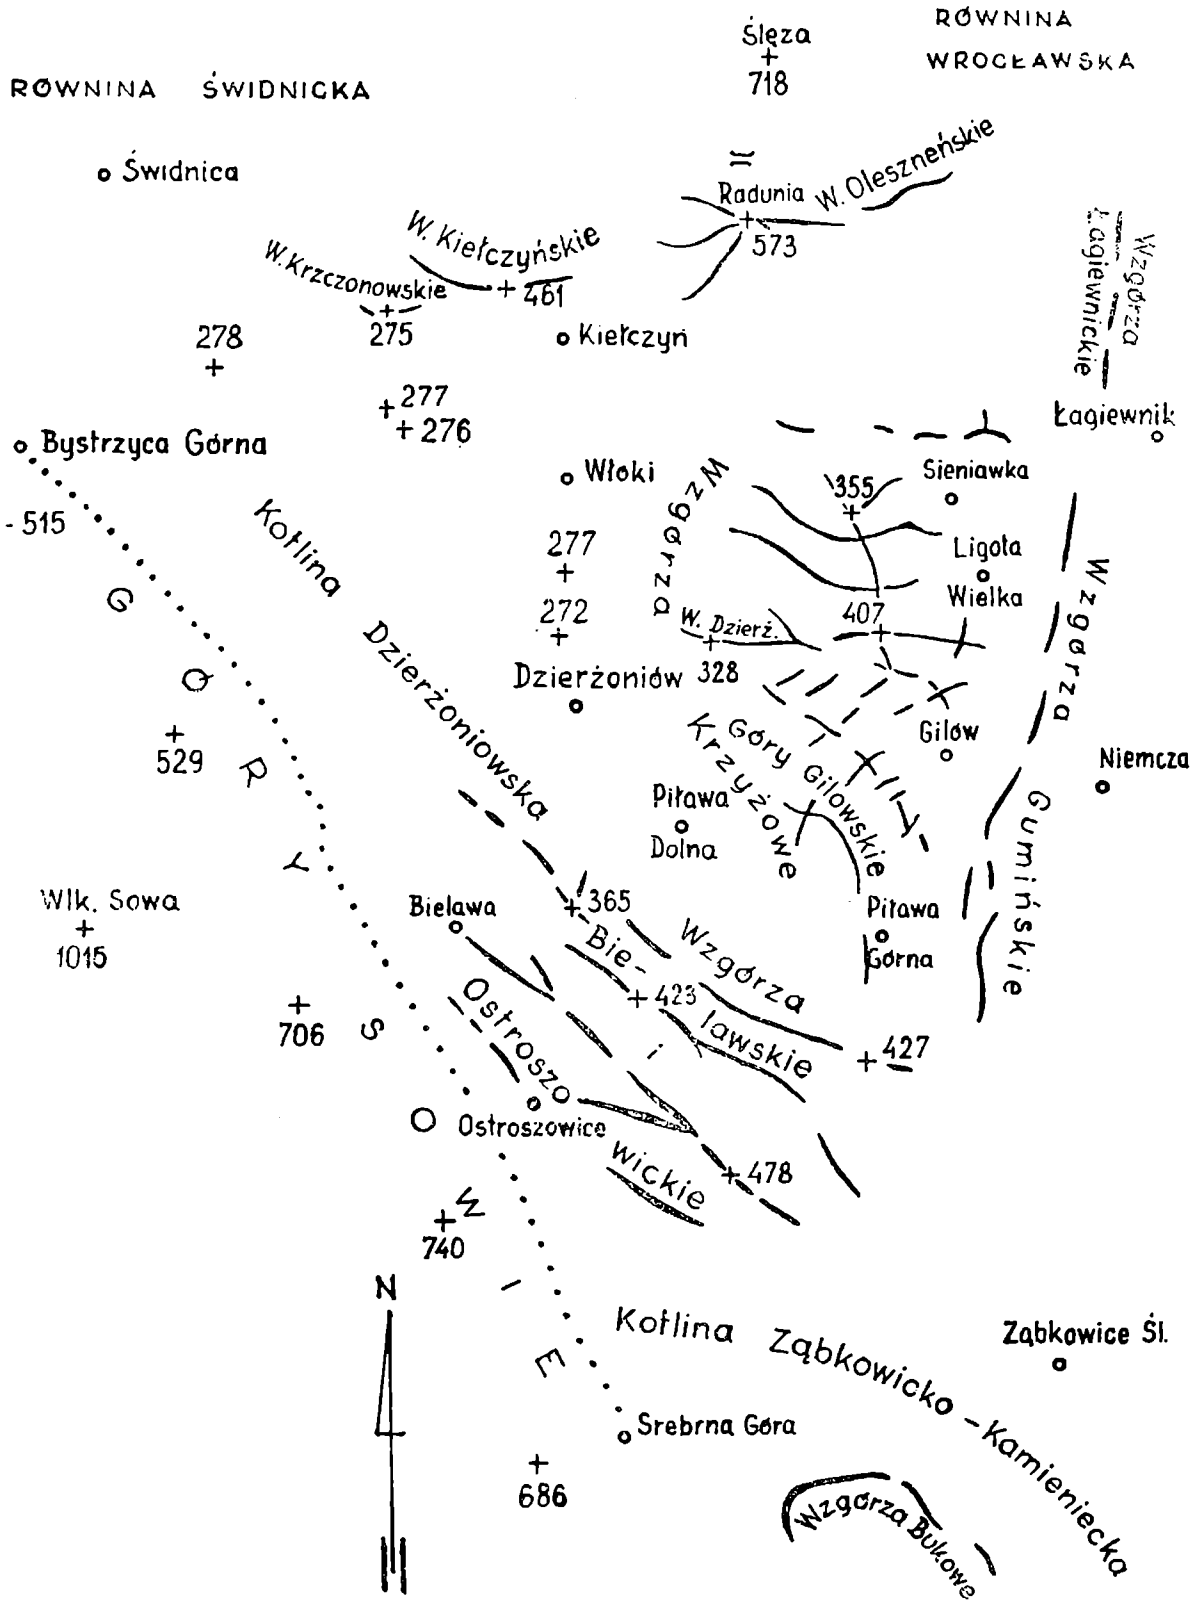 RÓWNINA
WROCŁAWSKA
Ślęza
718
RÓWNINA ŚWIDNICKA
Świdnica
Radunia
573
W. Oleszneńskie
W. Kiełczyńskie
461
W. Krzczonowskie
275
Wzgórza
Łagiewnickie
278
Kiełczyn
277
276
Łagiewnik
Bystrzyca Górna
Włoki
355
Sieniawka
- 515
Kotlina Dzierżoniowska
Wzgórza
277
Ligota
Wielka
272
407
W. Dzierż.
328
Dzierżoniów
Wzgórza Gumińskie
Gilów
Krzyżowe
Góry Gilowskie
529
Niemcza
Piława
Dolna
Wlk. Sowa
1015
Bielawa
365
Piława
Górna
Wzgórza
Bie-
423
lawskie
i
Ostroszo
wickie
427
706
Ostroszowice
478
GÓRY SOWIE
740
N
Kotlina Ząbkowicko - Kamieniecka
Ząbkowice Śl.
Srebrna Góra
686
Wzgórza Bukowe